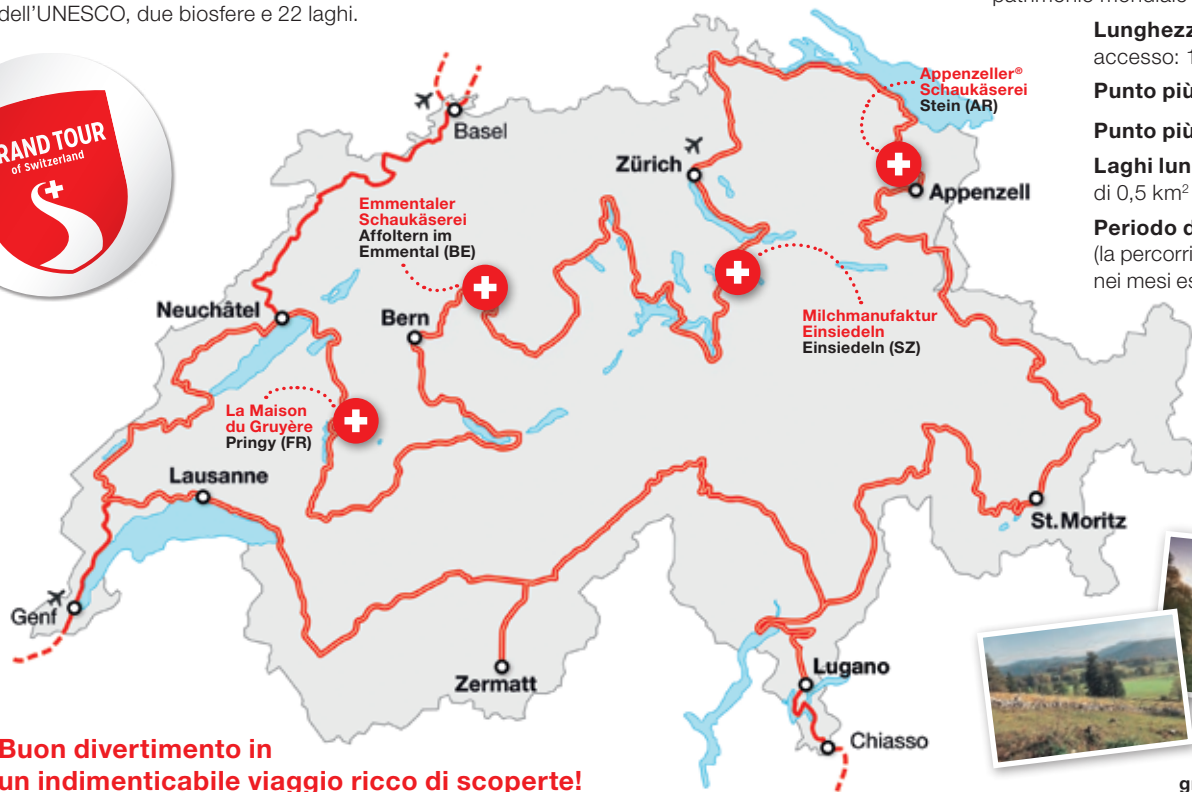 dell'UNESCO, due biosfere e 22 laghi.
GRAND TOUR
of Switzerland
Basel
Zürich
Appenzeller®
Schaukäserei
Stein (AR)
Appenzell
Emmentaler
Schaukäserei
Affoltern im
Emmental (BE)
Neuchâtel
Bern
Milchmanufaktur
Einsiedeln
Einsiedeln (SZ)
La Maison
du Gruyère
Pringy (FR)
Lausanne
St. Moritz
Genf
Zermatt
Lugano
Chiasso
Buon divertimento in
un indimenticabile viaggio ricco di scoperte!
patrimonio mondiale
Lunghezz
accesso: 1
Punto più
Punto più
Laghi lun
di 0,5 km²
Periodo d
(la percorri
nei mesi es